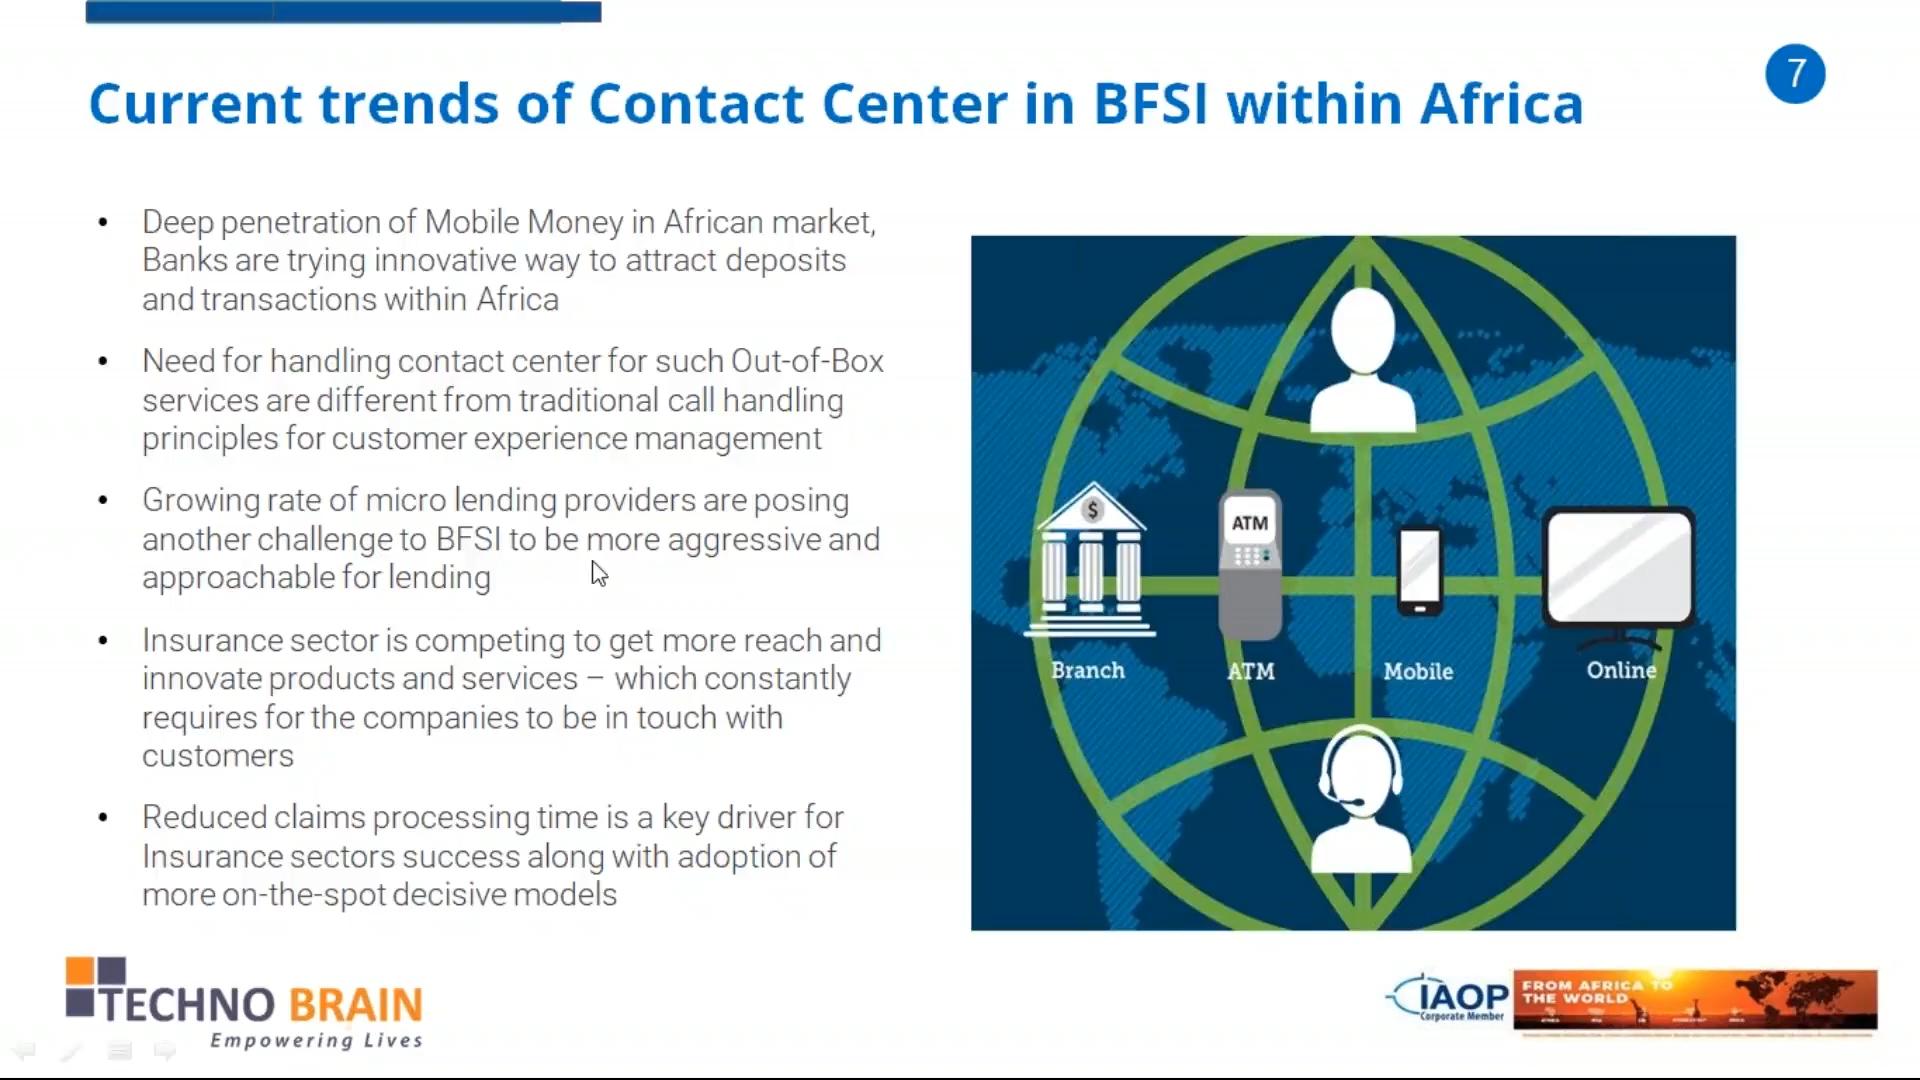 7
Current trends of Contact Center in BFSI within Africa
• Deep penetration of Mobile Money in African market,
Banks are trying innovative way to attract deposits
and transactions within Africa
• Need for handling contact center for such Out-of-Box
services are different from traditional call handling
principles for customer experience management
• Growing rate of micro lending providers are posing
another challenge to BFSI to be more aggressive and
approachable for lending
• Insurance sector is competing to get more reach and
innovate products and services – which constantly
requires for the companies to be in touch with
customers
• Reduced claims processing time is a key driver for
Insurance sectors success along with adoption of
more on-the-spot decisive models
$
ATM
Branch
ATM
Mobile
Online
TECHNO BRAIN
Empowering Lives
IAOP
Corporate Member
FROM AFRICA TO
THE WORLD